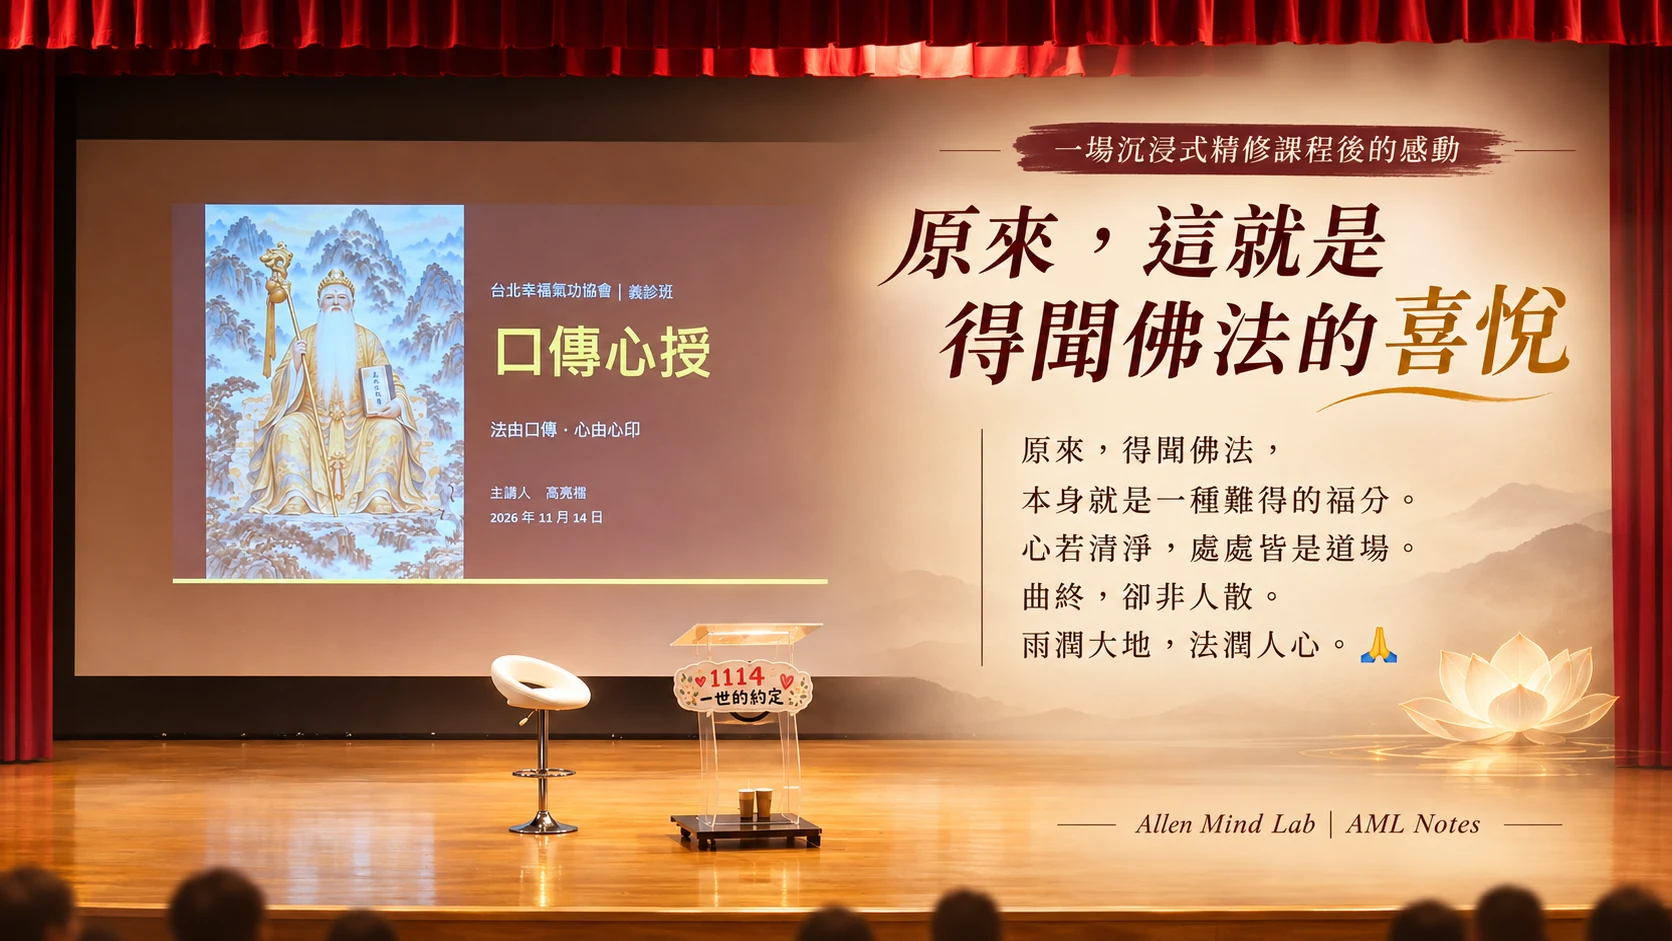 台北幸福氣功協會 | 義診班
口傳心授
法由口傳・心由心印
主講人 高亮櫺
2026 年 11 月 14 日
1114
一世的約定
一場沉浸式精修課程後的感動
原來，這就是
得聞佛法的喜悅
原來，得聞佛法，
本身就是一種難得的福分。
心若清淨，處處皆是道場。
曲終，卻非人散。
雨潤大地，法潤人心。🙏
Allen Mind Lab | AML Notes